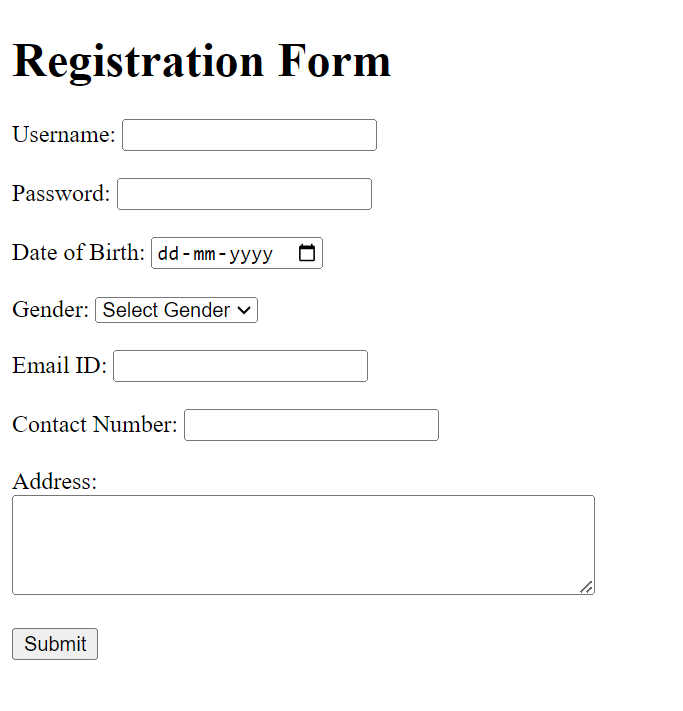 Registration Form
Username:
Password:
Date of Birth: dd-mm-yyyy
Gender: Select Gender
Email ID:
Contact Number:
Address:
Submit